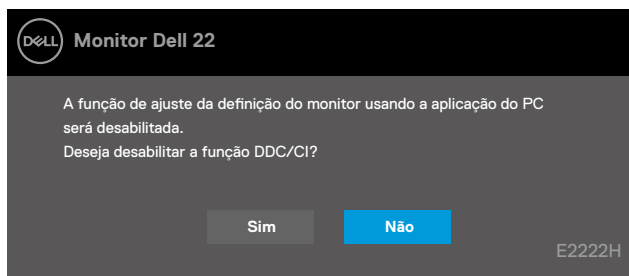 DELL Monitor Dell 22
A função de ajuste da definição do monitor usando a aplicação do PC
será desabilitada.
Deseja desabilitar a função DDC/CI?
Sim Não
E2222H